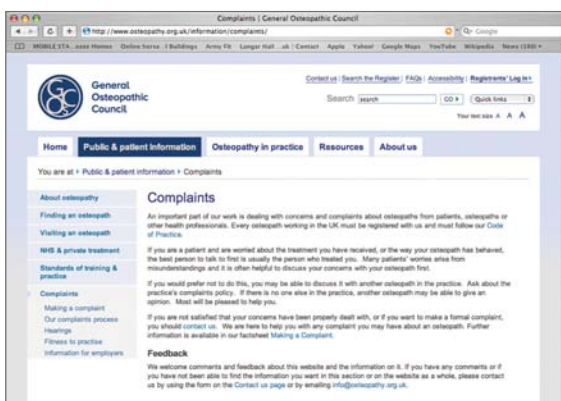 Complaints | General Osteopathic Council
http://www.osteopathy.org.uk/information/complaints/
Google
Army Fit Apple Yahoo! Google Maps YouTube Wikipedia News
General
Osteopathic
Council
Contact us | Search the Register | FAQs | Accessibility | Registrants' Log in
Search search GO Quick links
Your text size A A A
Home Public & patient information Osteopathy in practice Resources About us
You are at Public & patient information Complaints
About osteopathy
Finding an osteopath
Visiting an osteopath
NHS & private treatment
Standards of training &
practice
Complaints
Making a complaint
Our complaints process
Hearings
Fitness to practise
Information for employers
Complaints
An important part of our work is dealing with concerns and complaints about osteopaths from patients, osteopaths or
other health professionals. Every osteopath working in the UK must be registered with us and must follow our Code
of Practice.
If you are a patient and are worried about the treatment you have received, or the way your osteopath has behaved,
the best person to talk to first is usually the person who treated you. Many patients' worries arise from
misunderstandings and it is often helpful to discuss your concerns with your osteopath first.
If you would prefer not to do this, you may be able to discuss it with another osteopath in the practice. Ask about the
practice's complaints policy. If there is no one else in the practice, another osteopath may be able to give an
opinion. Most will be pleased to help you.
If you are not satisfied that your concerns have been properly dealt with, or if you want to make a formal complaint,
you should contact us. We are here to help you with any complaint you may have about an osteopath. Further
information is available in our factsheet Making a Complaint.
Feedback
We welcome comments and feedback about this website and the information on it. If you have any comments or if
you have not been able to find the information you want in this section or on the website as a whole, please contact
us by using the form on the Contact us page or by emailing info@osteopathy.org.uk.